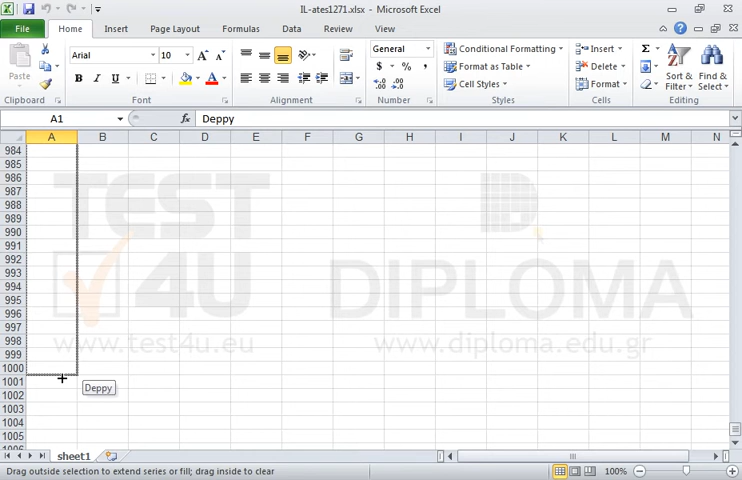 IL-ates1271.xlsx - Microsoft Excel
File Home Insert Page Layout Formulas Data Review View
Paste Arial 10 General Conditional Formatting Insert Σ
B I U A $ % , Format as Table Delete Sort & Find &
Cell Styles Format Filter Select
Clipboard Font Alignment Number Styles Cells Editing
A1 fx Deppy
A B C D E F G H I J K L M N
984
985
986
987
988
989
990
991
992
993
994
995
996
997
998
999
1000
1001
1002
1003
1004
1005
1006
TEST
4U
www.test4u.eu
D
DIPLOMA
www.diploma.edu.gr
Deppy
sheet1
Drag outside selection to extend series or fill; drag inside to clear 100%